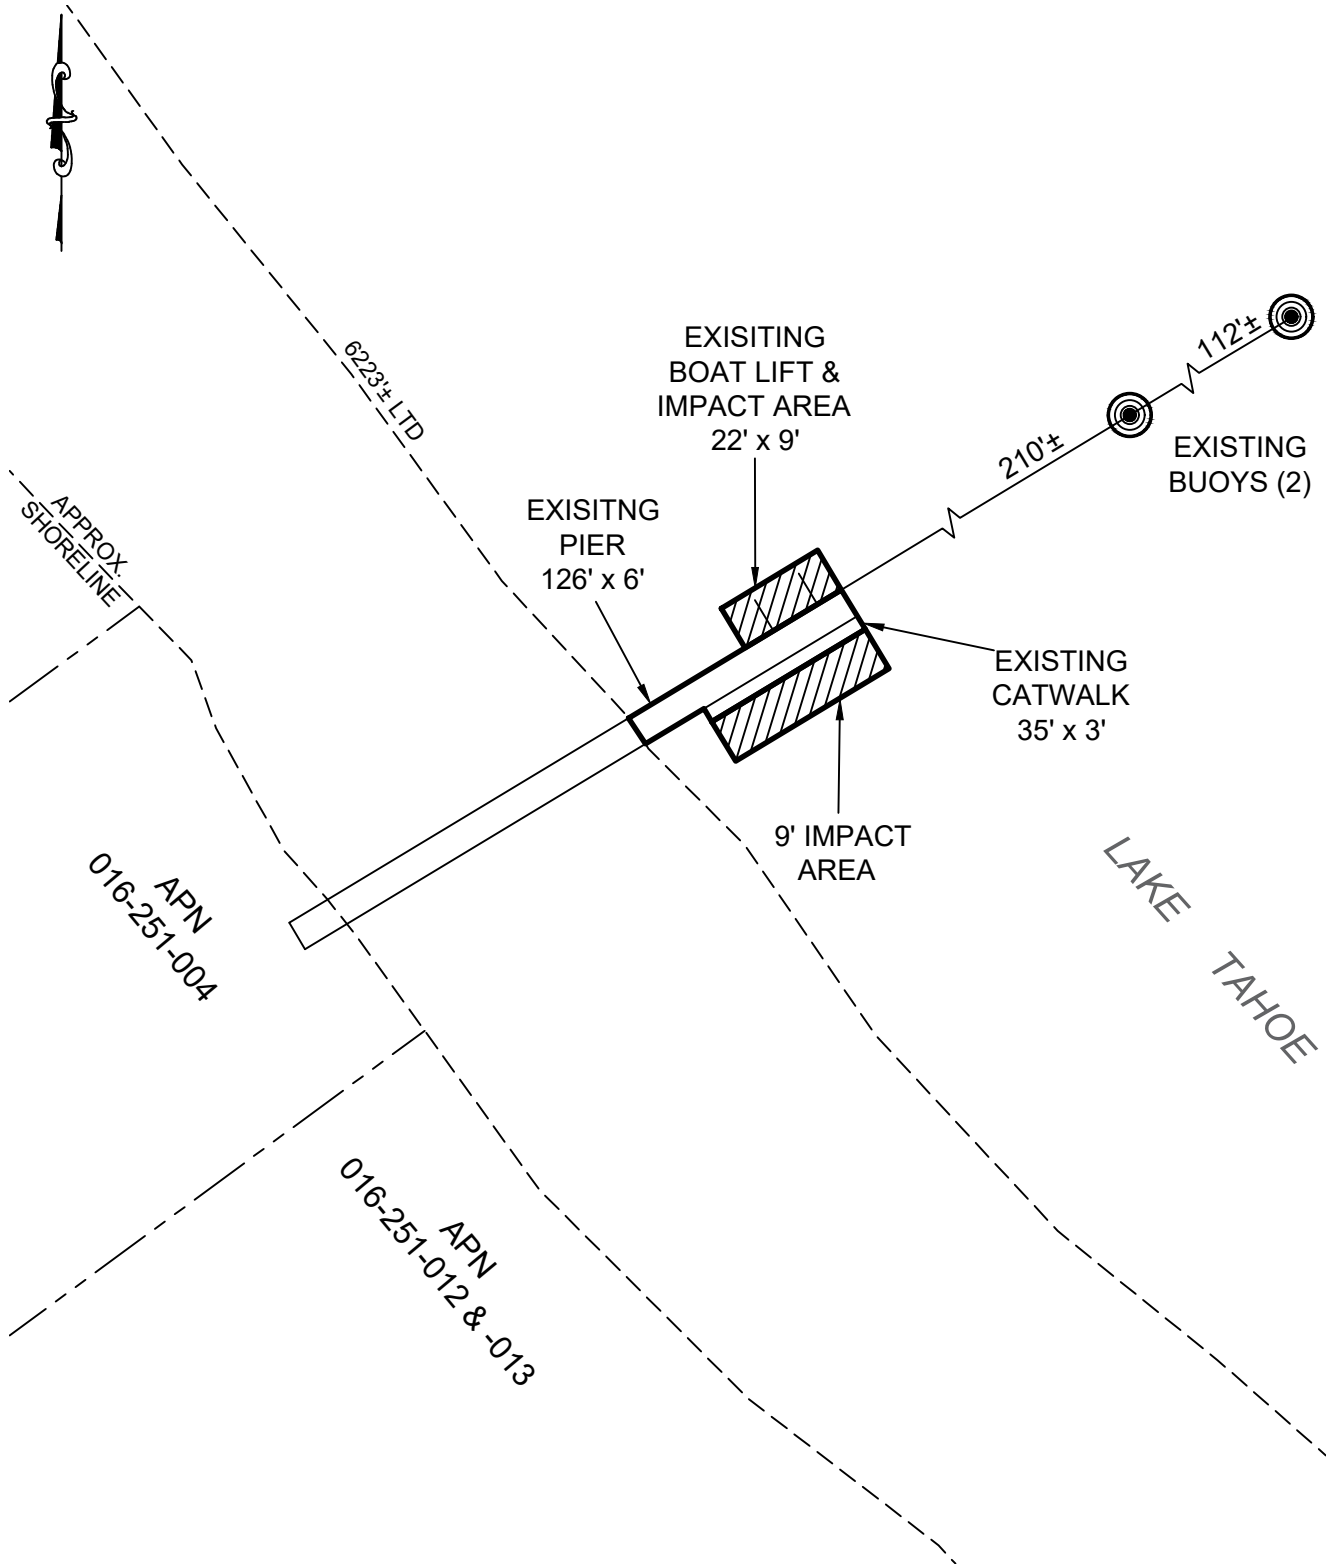 6223'± LTD
EXISITING
BOAT LIFT &
IMPACT AREA
22' x 9'
112'±
210'±
EXISTING
BUOYS (2)
APPROX.
SHORELINE
EXISITNG
PIER
126' x 6'
EXISTING
CATWALK
35' x 3'
9' IMPACT
AREA
APN
016-251-004
LAKE TAHOE
APN
016-251-012 & -013